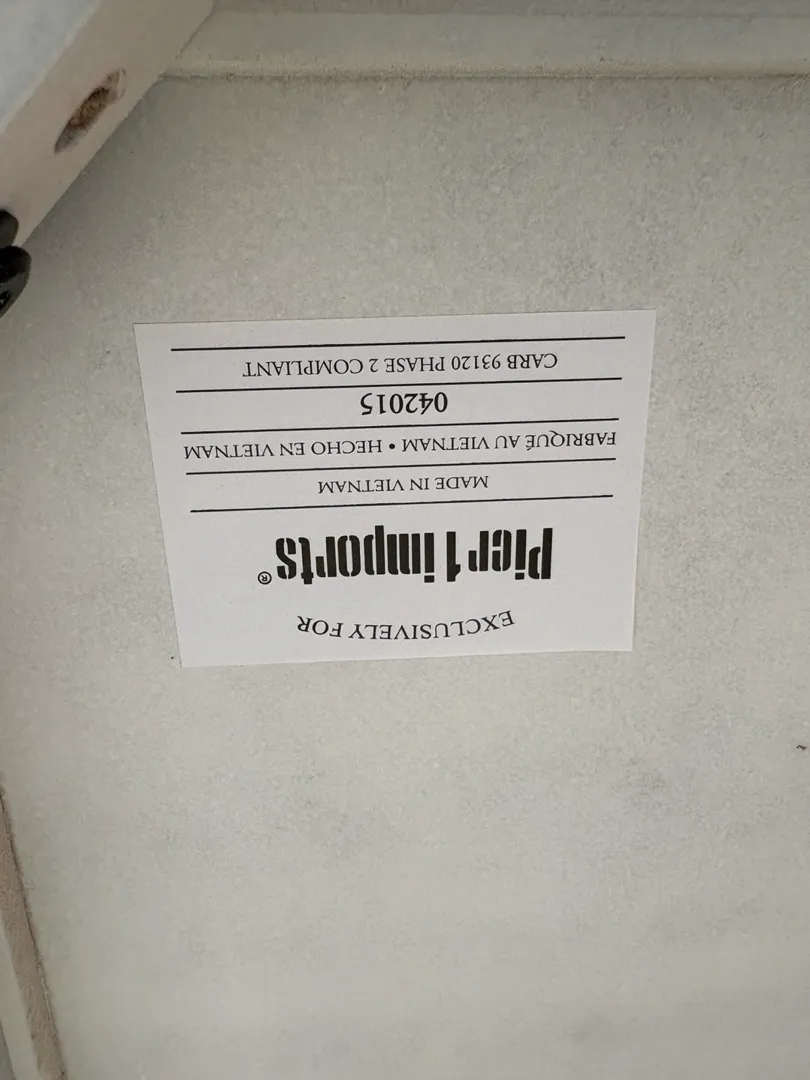 EXCLUSIVELY FOR
Pier 1 imports®
MADE IN VIETNAM
FABRIQUÉ AU VIETNAM • HECHO EN VIETNAM
042015
CARB 93120 PHASE 2 COMPLIANT